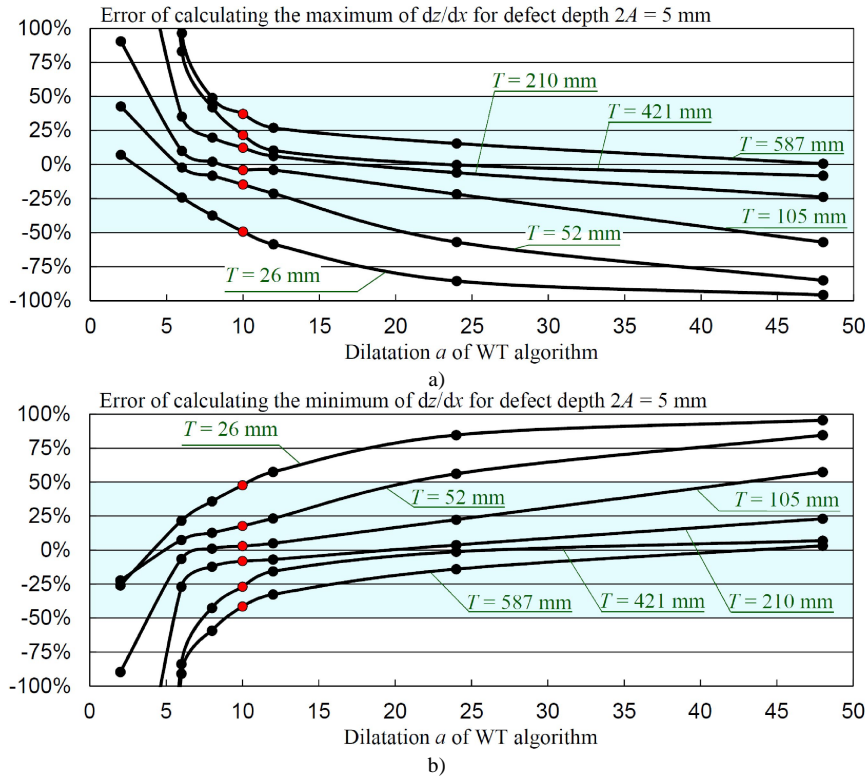 Error of calculating the maximum of dz/dx for defect depth 2A = 5 mm
100%
75%
50%
25%
0%
-25%
-50%
-75%
-100%
T = 210 mm
T = 421 mm
T = 587 mm
T = 105 mm
T = 52 mm
T = 26 mm
0 5 10 15 20 25 30 35 40 45 50
Dilatation a of WT algorithm
a)
Error of calculating the minimum of dz/dx for defect depth 2A = 5 mm
100%
75%
50%
25%
0%
-25%
-50%
-75%
-100%
T = 26 mm
T = 52 mm
T = 105 mm
T = 587 mm
T = 421 mm
T = 210 mm
0 5 10 15 20 25 30 35 40 45 50
Dilatation a of WT algorithm
b)